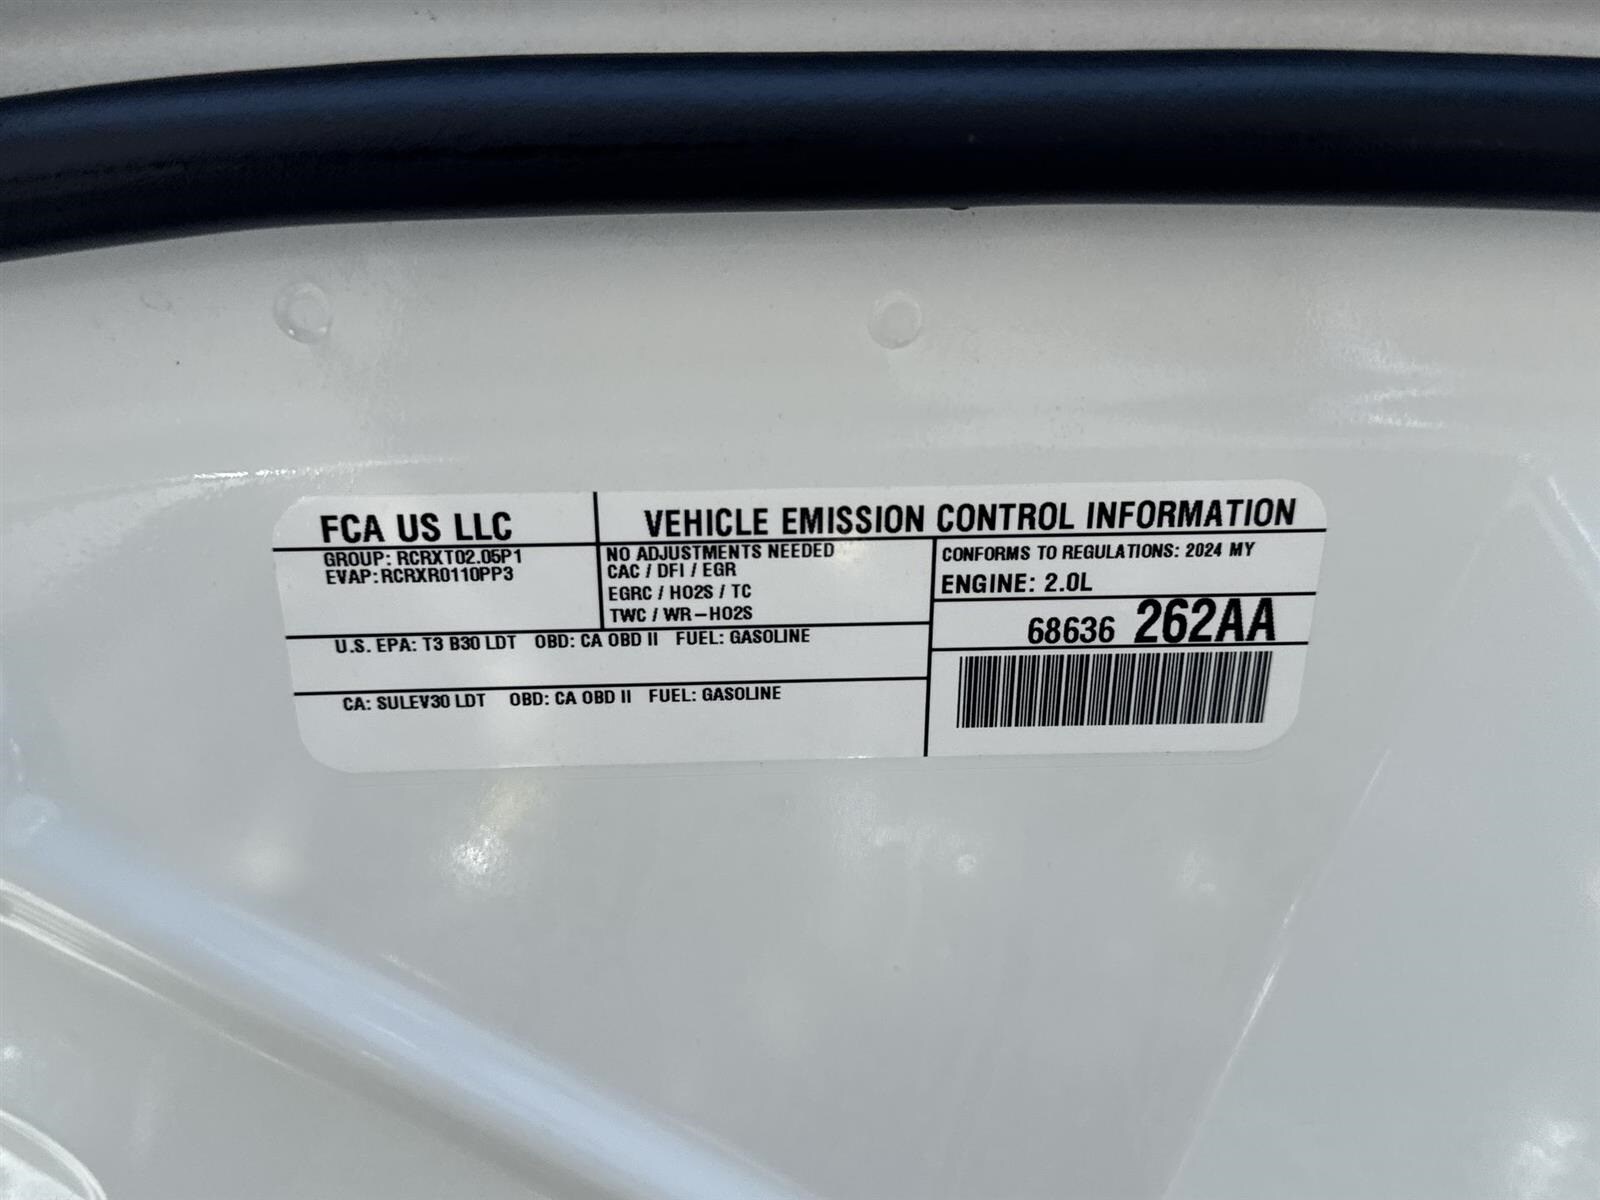 FCA US LLC
VEHICLE EMISSION CONTROL INFORMATION
GROUP: RCRXT02.05P1
EVAP: RCRXR0110PP3
NO ADJUSTMENTS NEEDED
CAC / DFI / EGR
EGRC / HO2S / TC
TWC / WR-HO2S
CONFORMS TO REGULATIONS: 2024 MY
ENGINE: 2.0L
68636 262AA
U.S. EPA: T3 B30 LDT OBD: CA OBD II FUEL: GASOLINE
CA: SULEV30 LDT OBD: CA OBD II FUEL: GASOLINE